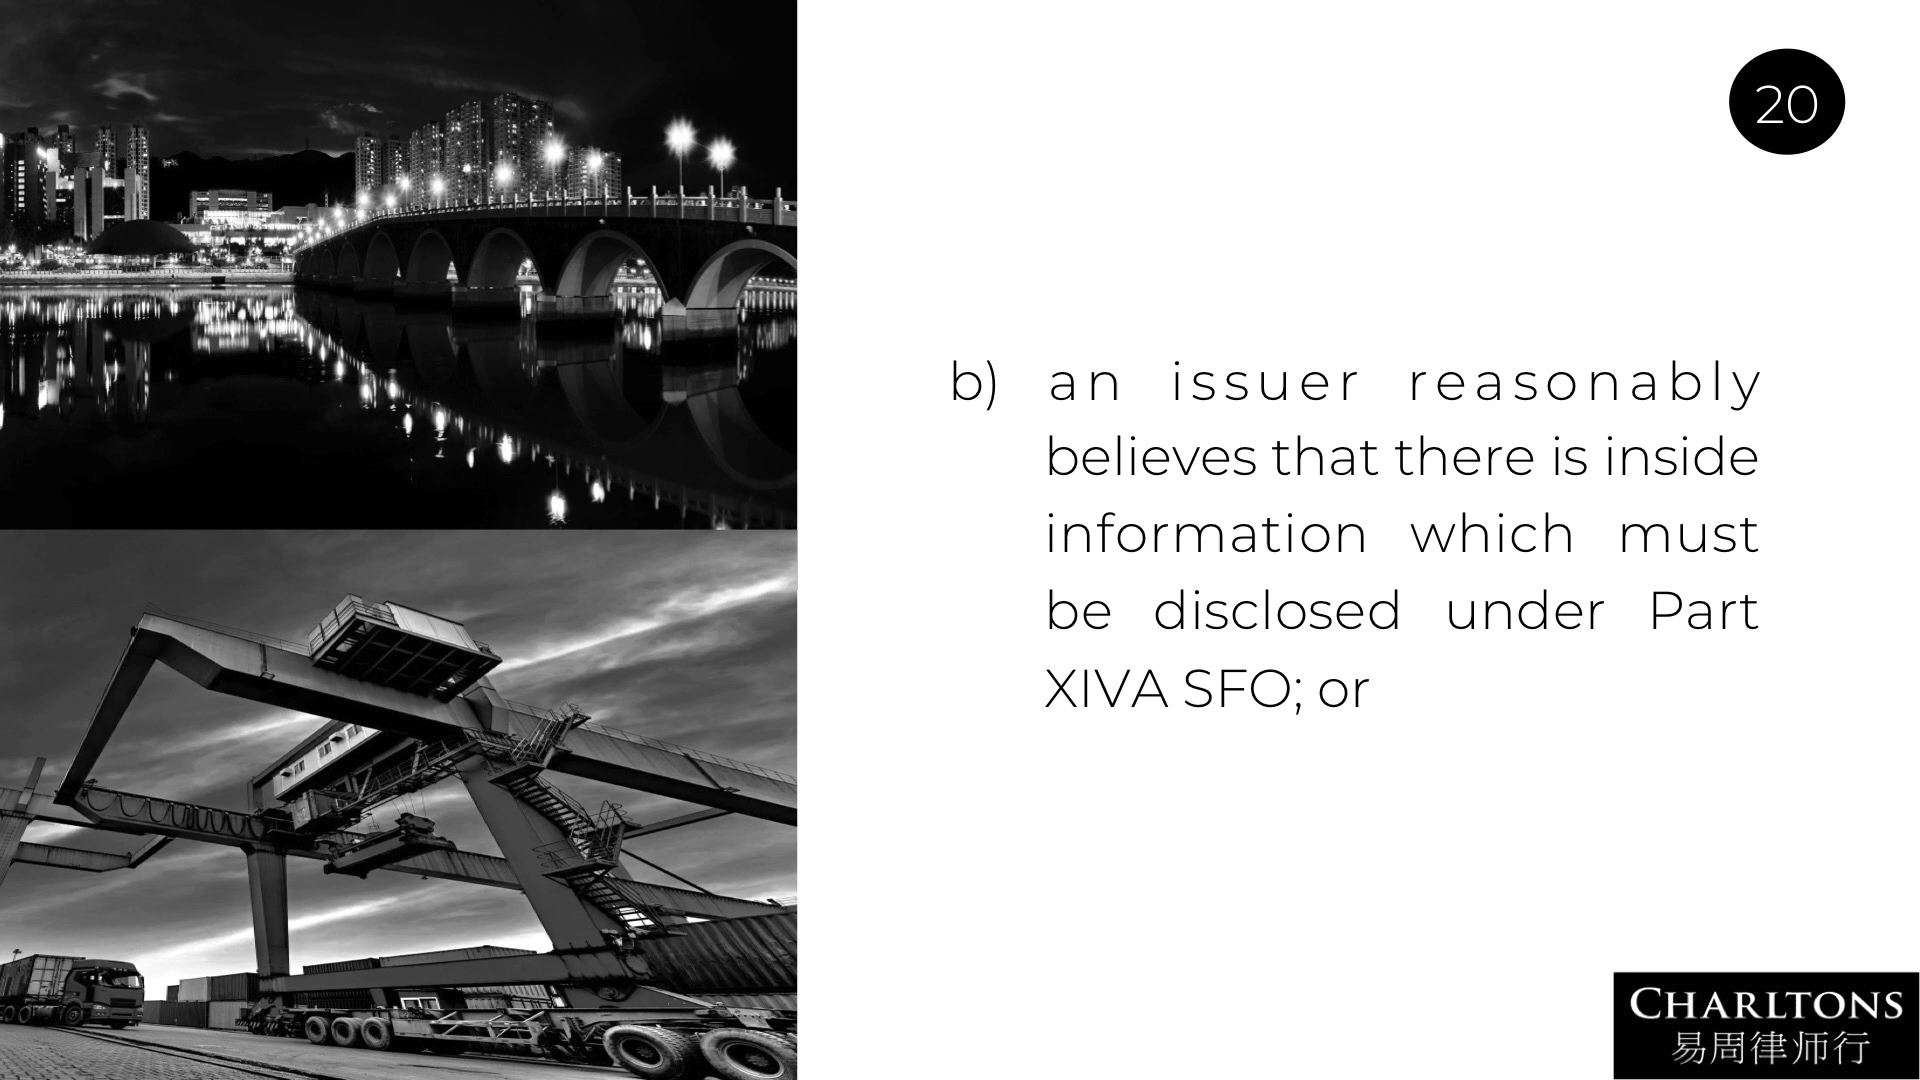 20
b) an issuer reasonably
believes that there is inside
information which must
be disclosed under Part
XIVA SFO; or
CHARLTONS
易周律师行